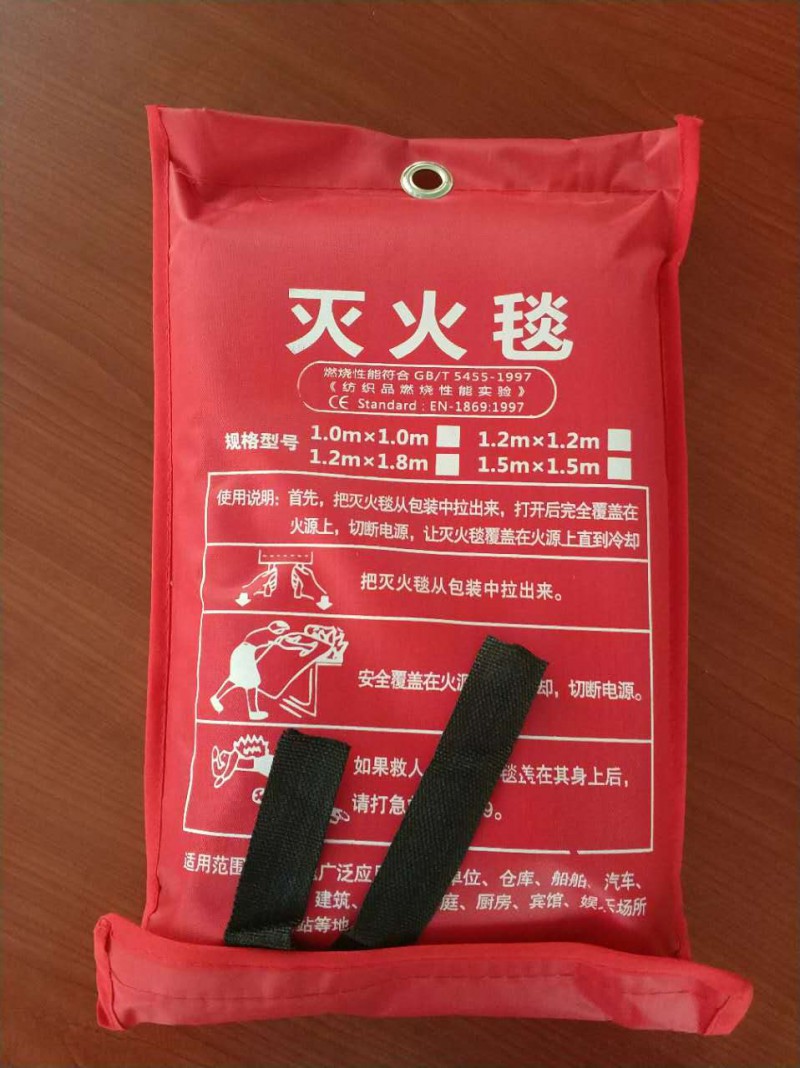 灭火毯
燃烧性能符合 GB/T 5455-1997
《纺织品燃烧性能实验》
CE Standard : EN-1869:1997
规格型号 1.0m×1.0m 1.2m×1.2m
1.2m×1.8m 1.5m×1.5m
使用说明：首先，把灭火毯从包装中拉出来，打开后完全覆盖在
火源上，切断电源，让灭火毯覆盖在火源上直到冷却
把灭火毯从包装中拉出来。
安全覆盖在火 却，切断电源。
如果救人 毯 在其身上后，
请打急 9。
适用范围 广泛应 单位、仓库、船舶、汽车、
建筑、 庭、厨房、宾馆、娱 场所
站等地